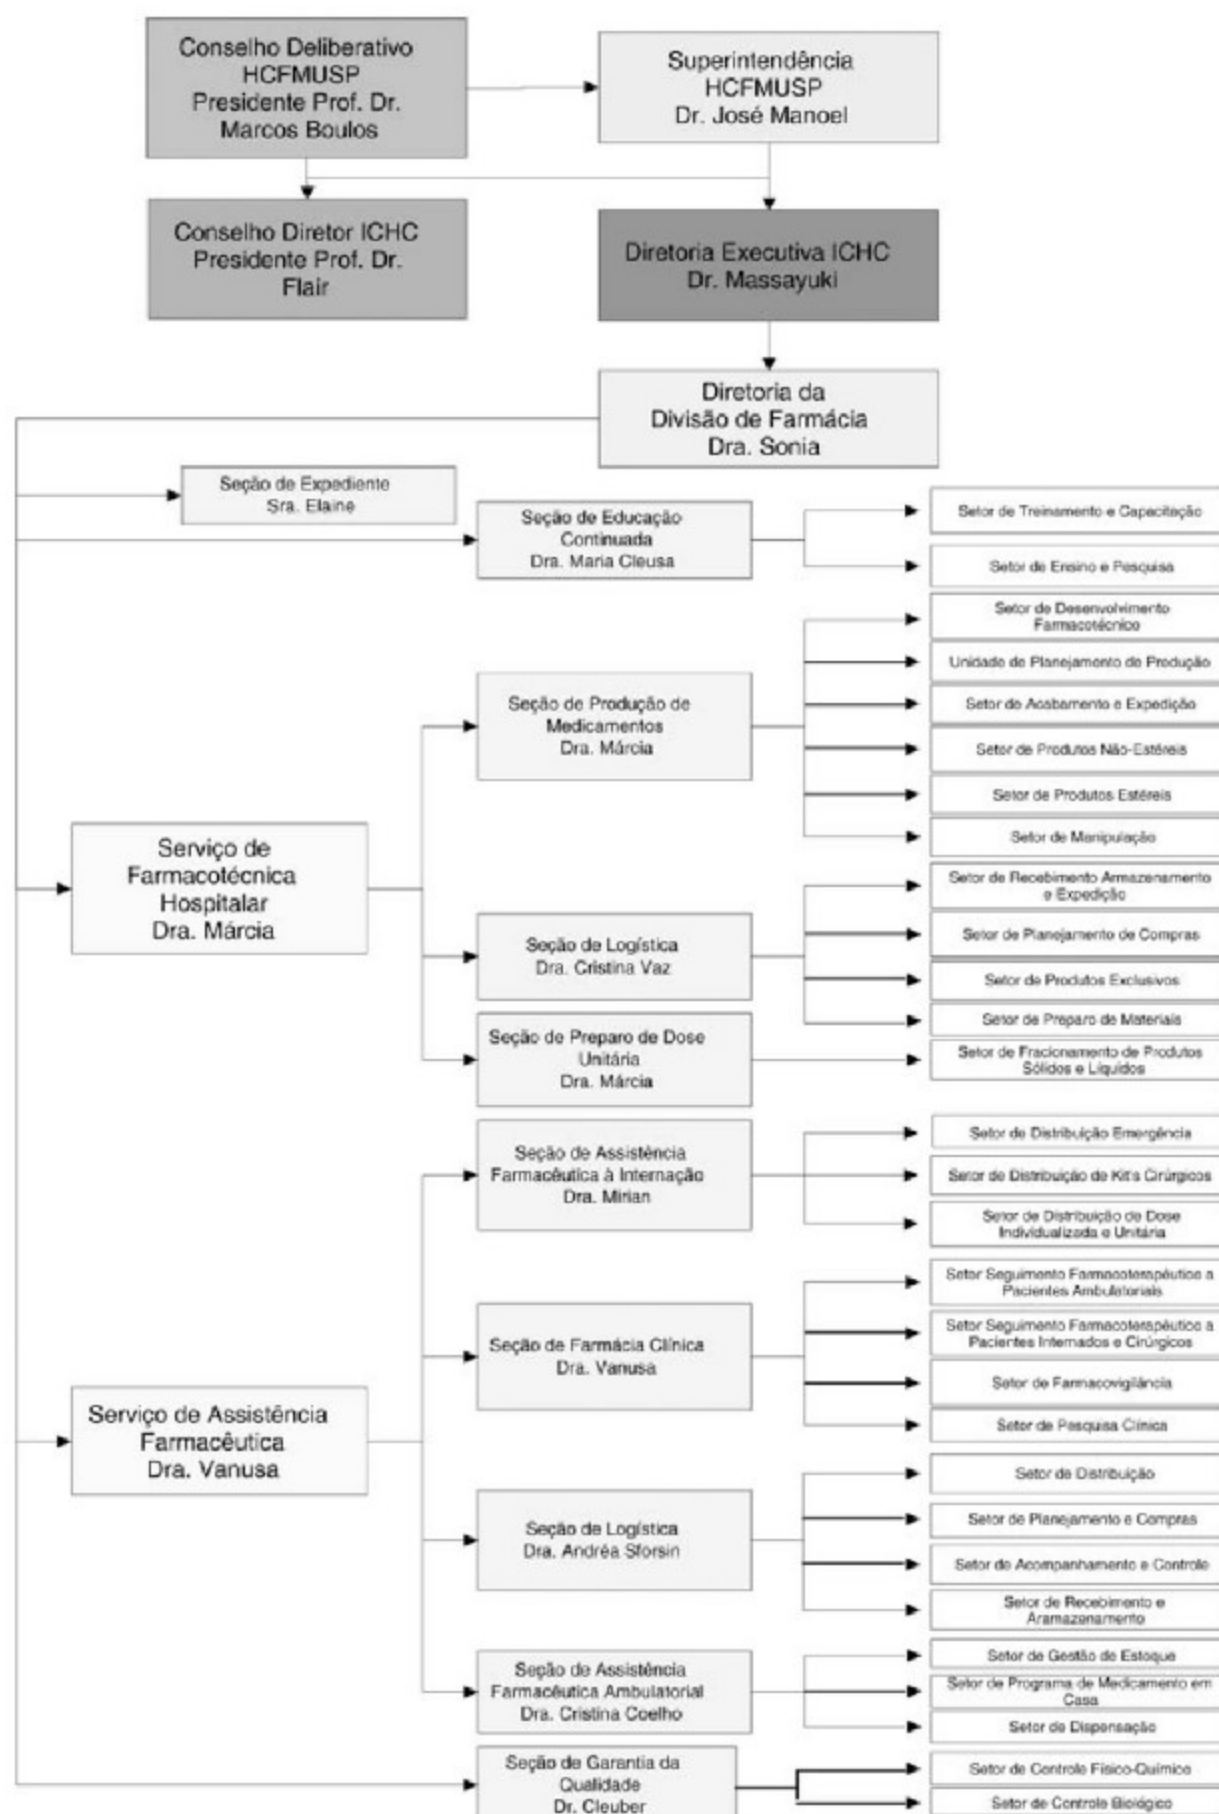 Conselho Deliberativo
HCFMUSP
Presidente Prof. Dr.
Marcos Boulos
Superintendência
HCFMUSP
Dr. José Manoel
Conselho Diretor ICHC
Presidente Prof. Dr.
Flair
Diretoria Executiva ICHC
Dr. Massayuki
Diretoria da
Divisão de Farmácia
Dra. Sonia
Seção de Expediente
Sra. Elaine
Seção de Educação
Continuada
Dra. Maria Cleusa
Setor de Treinamento e Capacitação
Setor de Ensino e Pesquisa
Serviço de
Farmacotécnica
Hospitalar
Dra. Márcia
Seção de Produção de
Medicamentos
Dra. Márcia
Setor de Desenvolvimento
Farmacotécnico
Unidade de Planejamento de Produção
Setor de Acabamento e Expedição
Setor de Produtos Não-Estéreis
Setor de Produtos Estéreis
Setor de Manipulação
Seção de Logística
Dra. Cristina Vaz
Setor de Recebimento Armazenamento
e Expedição
Setor de Planejamento de Compras
Setor de Produtos Exclusivos
Setor de Preparo de Materiais
Seção de Preparo de Dose
Unitária
Dra. Márcia
Setor de Fracionamento de Produtos
Sólidos e Líquidos
Serviço de Assistência
Farmacêutica
Dra. Vanusa
Seção de Assistência
Farmacêutica à Internação
Dra. Mirian
Setor de Distribuição Emergência
Setor de Distribuição de Kit's Cirúrgicos
Setor de Distribuição de Dose
Individualizada e Unitária
Seção de Farmácia Clínica
Dra. Vanusa
Setor Seguimento Farmacoterapêutico a
Pacientes Ambulatoriais
Setor Seguimento Farmacoterapêutico a
Pacientes Internados e Cirúrgicos
Setor de Farmacovigilância
Setor de Pesquisa Clínica
Seção de Logística
Dra. Andréa Sforsin
Setor de Distribuição
Setor de Planejamento e Compras
Setor de Acompanhamento e Controle
Setor de Recebimento e
Aramazenamento
Seção de Assistência
Farmacêutica Ambulatorial
Dra. Cristina Coelho
Setor de Gestão de Estoque
Setor de Programa de Medicamento em
Casa
Setor de Dispensação
Seção de Garantia da
Qualidade
Dr. Cleuber
Setor de Controle Físico-Químico
Setor de Controle Biológico